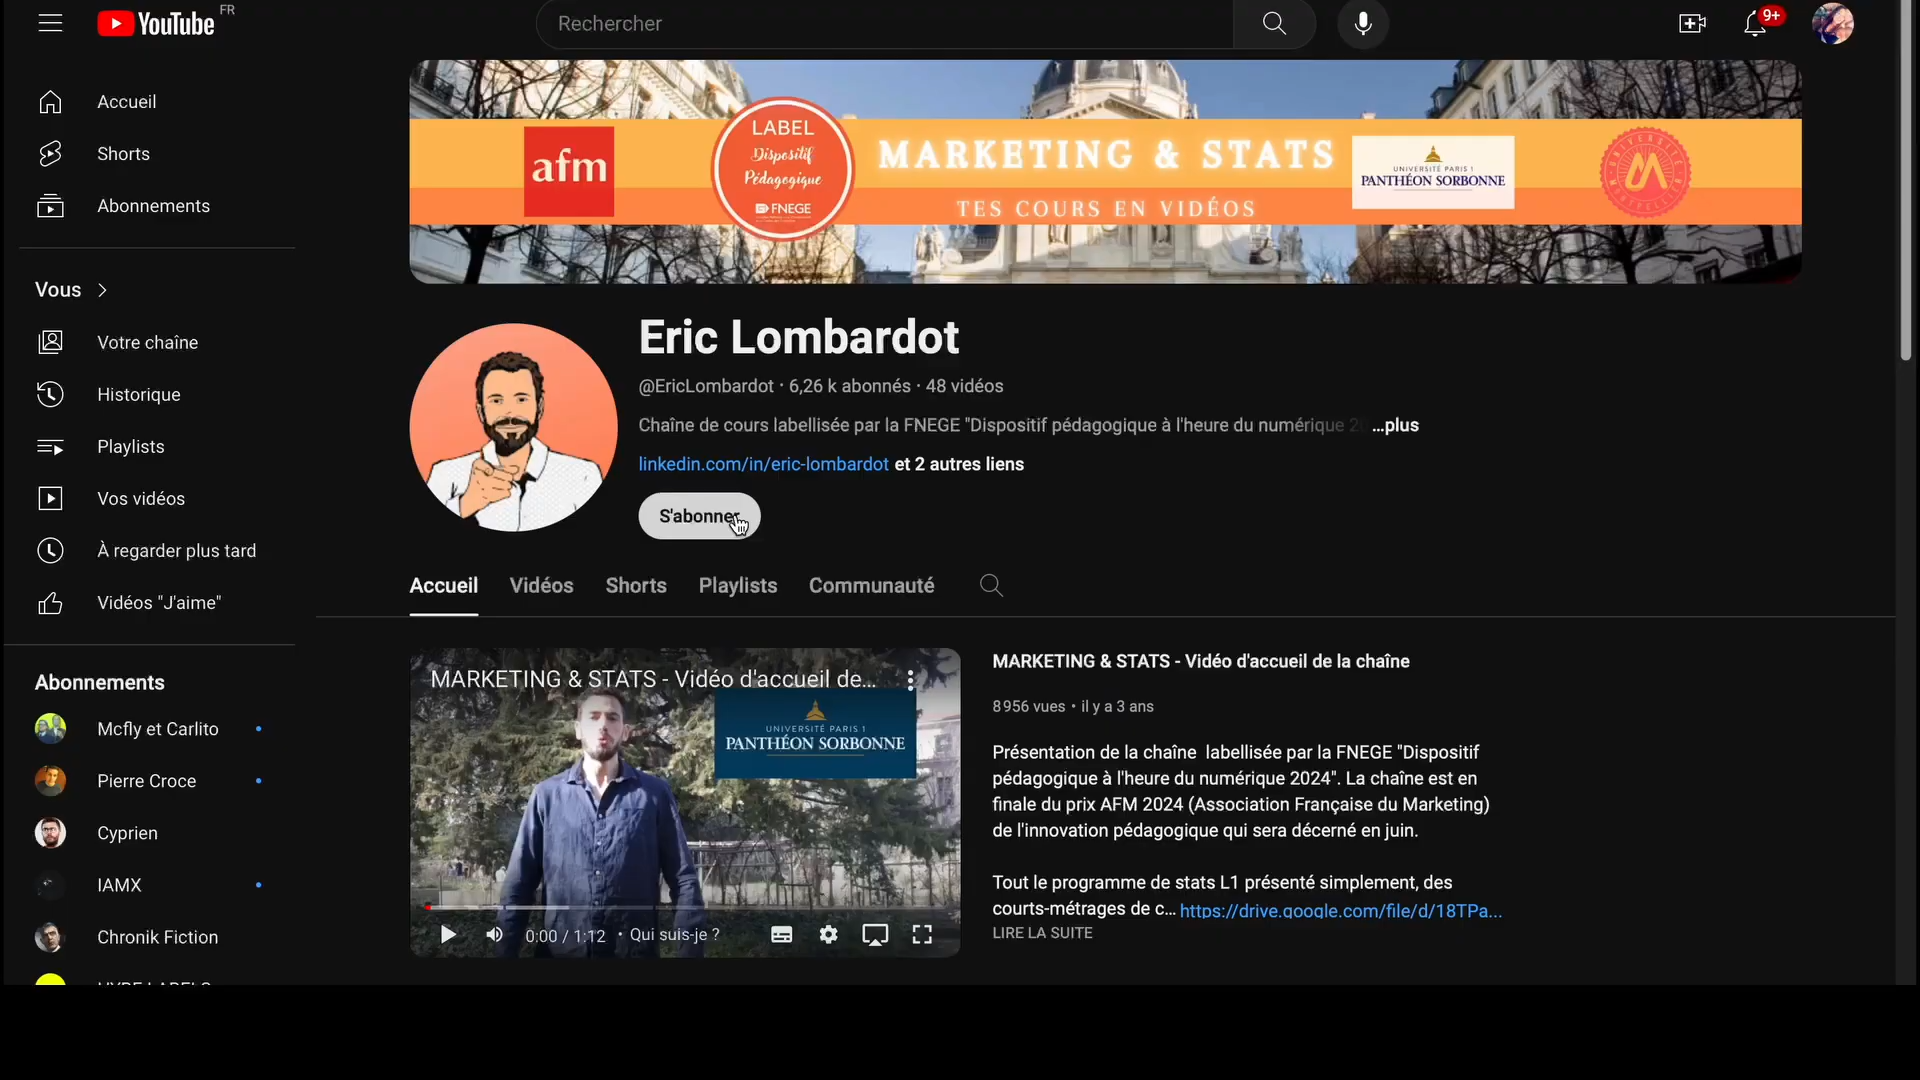 YouTube FR
Rechercher
9+
Accueil
Shorts
Abonnements
Vous
Votre chaîne
Historique
Playlists
Vos vidéos
À regarder plus tard
Vidéos "J'aime"
Abonnements
Mcfly et Carlito
Pierre Croce
Cyprien
IAMX
Chronik Fiction
afm
LABEL
Dispositif
Pédagogique
FNEGE
MARKETING & STATS
TES COURS EN VIDÉOS
UNIVERSITÉ PARIS 1
PANTHÉON SORBONNE
Eric Lombardot
@EricLombardot · 6,26 k abonnés · 48 vidéos
Chaîne de cours labellisée par la FNEGE "Dispositif pédagogique à l'heure du numérique ...plus
linkedin.com/in/eric-lombardot et 2 autres liens
S'abonner
Accueil Vidéos Shorts Playlists Communauté
MARKETING & STATS - Vidéo d'accueil de...
UNIVERSITÉ PARIS 1
PANTHÉON SORBONNE
0:00 / 1:12 • Qui suis-je ?
MARKETING & STATS - Vidéo d'accueil de la chaîne
8 956 vues • il y a 3 ans
Présentation de la chaîne labellisée par la FNEGE "Dispositif
pédagogique à l'heure du numérique 2024". La chaîne est en
finale du prix AFM 2024 (Association Française du Marketing)
de l'innovation pédagogique qui sera décerné en juin.
Tout le programme de stats L1 présenté simplement, des
courts-métrages de c... https://drive.google.com/file/d/18TPa...
LIRE LA SUITE